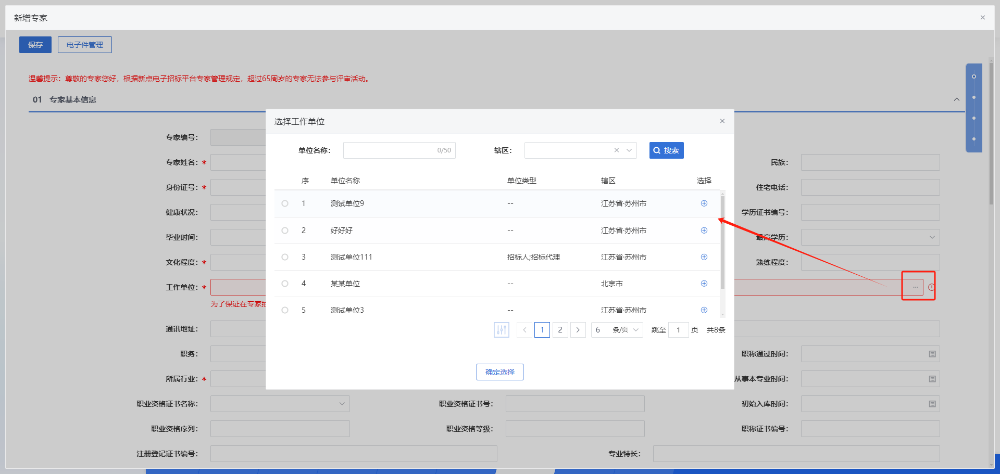 新增专家
保存
电子件管理
温馨提示：尊敬的专家您好，根据新点电子招标平台专家管理规定，超过65周岁的专家无法参与评审活动。
01 专家基本信息
选择工作单位
单位名称： 0/50 辖区： 搜索
序 单位名称 单位类型 辖区 选择
1 测试单位9 -- 江苏省·苏州市
2 好好好 -- 江苏省·苏州市
3 测试单位111 招标人;招标代理 江苏省·苏州市
4 某某单位 -- 北京市
5 测试单位3 -- 江苏省·苏州市
1 2 6 条/页 跳至 1 页 共8条
确定选择
专家编号：
专家姓名：* 民族：
身份证号：* 住宅电话：
健康状况： 学历证书编号：
毕业时间： 最高学历：
文化程度：* 熟练程度：
工作单位：* ...
为了保证在专家
通讯地址：
职务： 职称通过时间：
所属行业：* 从事本专业时间：
职业资格证书名称： 职业资格证书号： 初始入库时间：
职业资格序列： 职业资格等级： 职称证书编号：
注册登记证书编号： 专业特长：